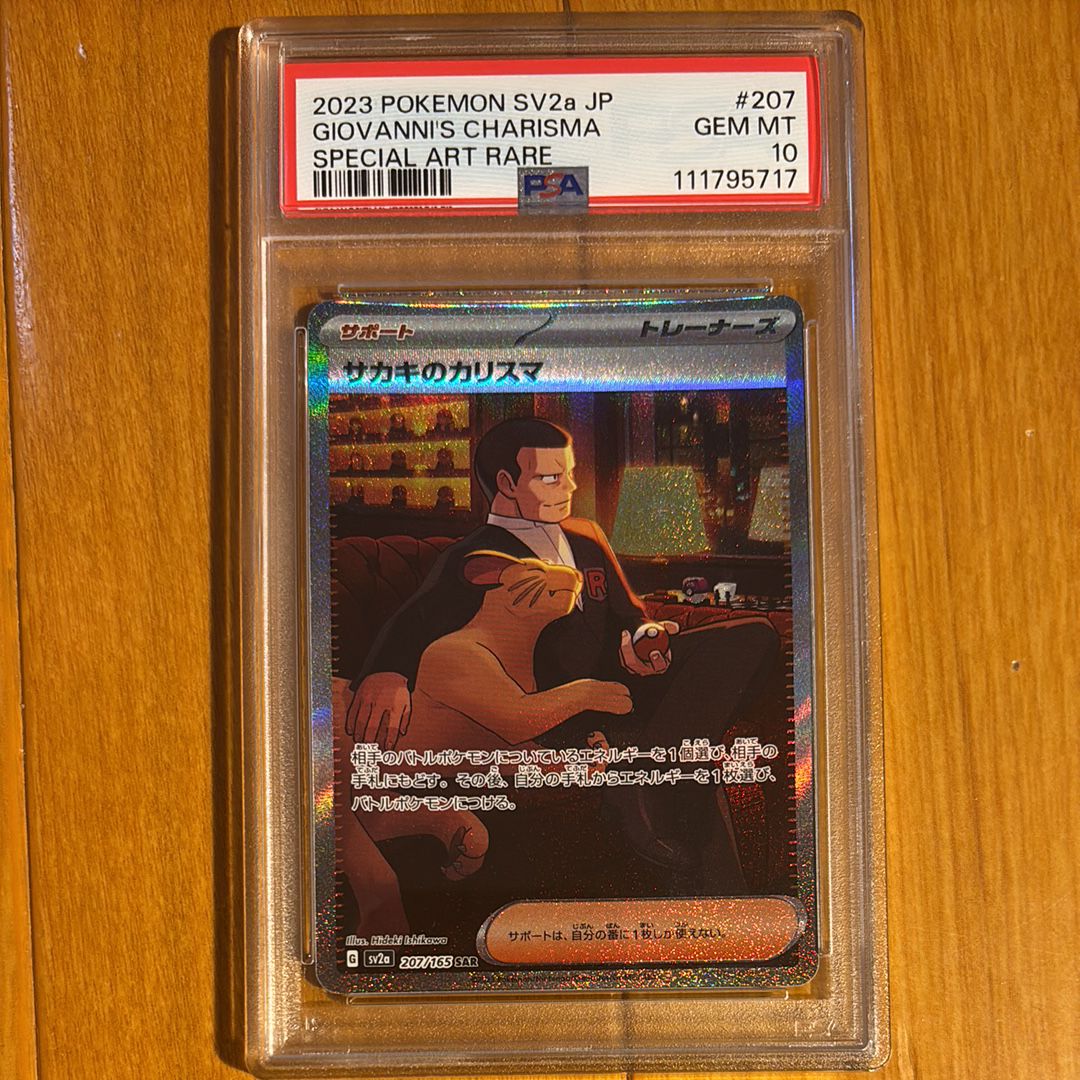 2023 POKEMON SV2a JP #207
GIOVANNI'S CHARISMA GEM MT
SPECIAL ART RARE 10
PSA 111795717
サポート トレーナーズ
サカキのカリスマ
R
相手のバトルポケモンについているエネルギーを1個選び、相手の
手札にもどす。その後、自分の手札からエネルギーを1枚選び、
バトルポケモンにつける。
サポートは、自分の番に1枚しか使えない。
Illus. Hideki Ishikawa
G sv2a 207/165 SAR